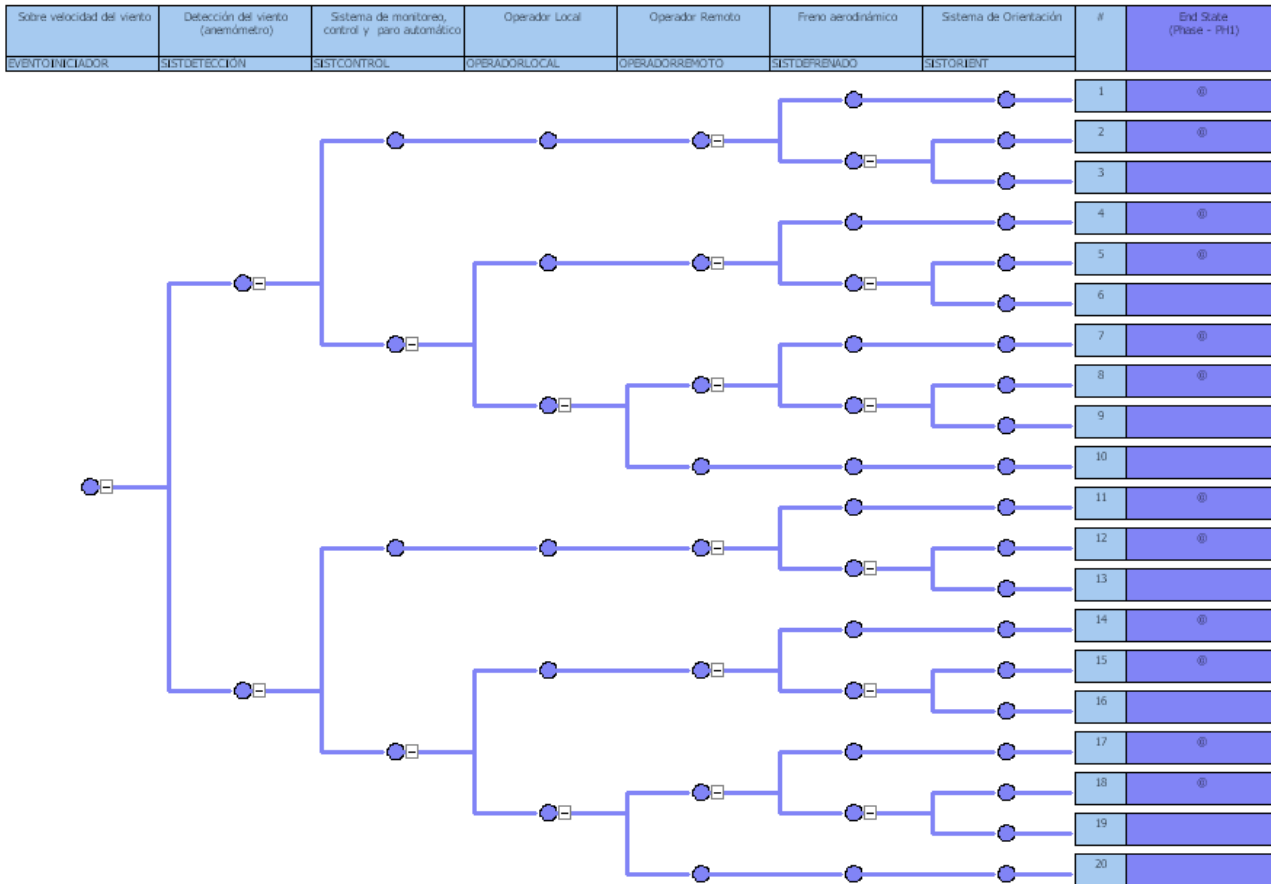 Sobre velocidad del viento
Detección del viento
(anemómetro)
Sistema de monitoreo,
control y paro automático
Operador Local
Operador Remoto
Freno aerodinámico
Sistema de Orientación
#
End State
(Phase - PH1)
EVENTOINICIADOR
SISTDETECCIÓN
SISTCONTROL
OPERADORLOCAL
OPERADORREMOTO
SISTDEFRENADO
SISTORIENT
1
2
3
4
5
6
7
8
9
10
11
12
13
14
15
16
17
18
19
20